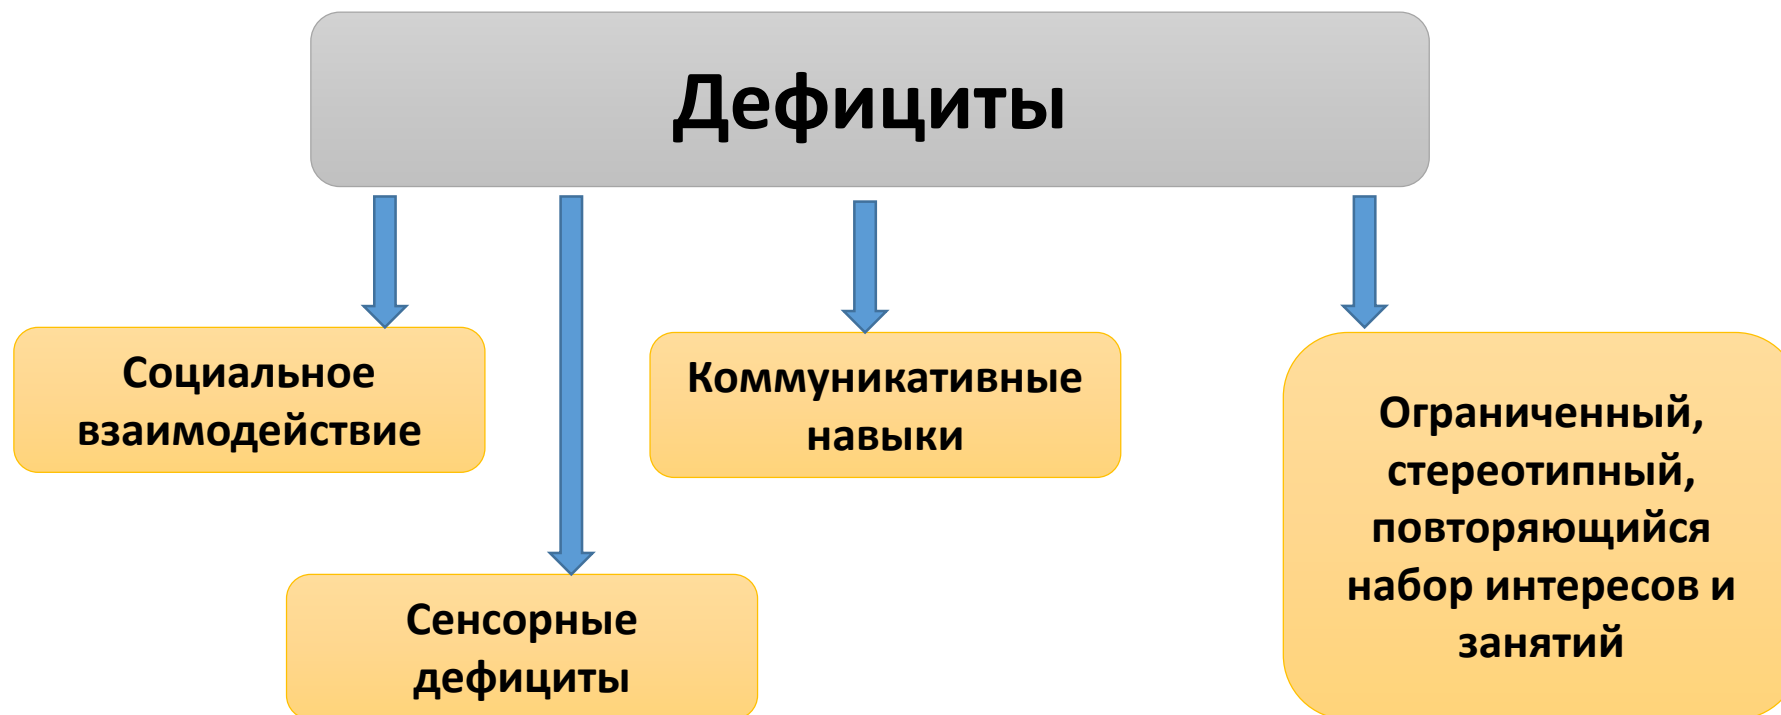 Дефициты
Социальное
взаимодействие
Коммуникативные
навыки
Ограниченный,
стереотипный,
повторяющийся
набор интересов и
занятий
Сенсорные
дефициты